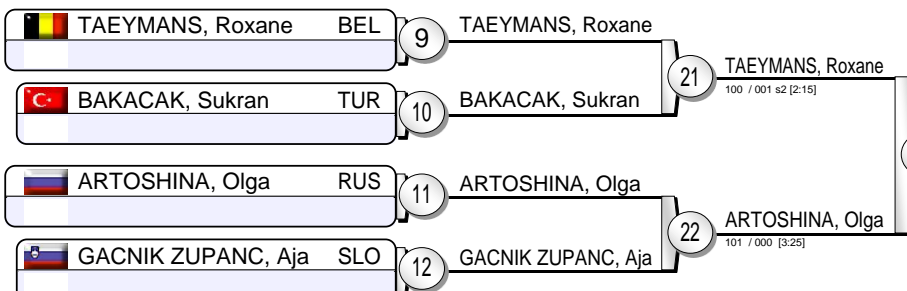 TAEYMANS, Roxane BEL 9 TAEYMANS, Roxane
21 TAEYMANS, Roxane
100 / 001 s2 [2:15]
BAKACAK, Sukran TUR 10 BAKACAK, Sukran
ARTOSHINA, Olga RUS 11 ARTOSHINA, Olga
22 ARTOSHINA, Olga
101 / 000 [3:25]
GACNIK ZUPANC, Aja SLO 12 GACNIK ZUPANC, Aja